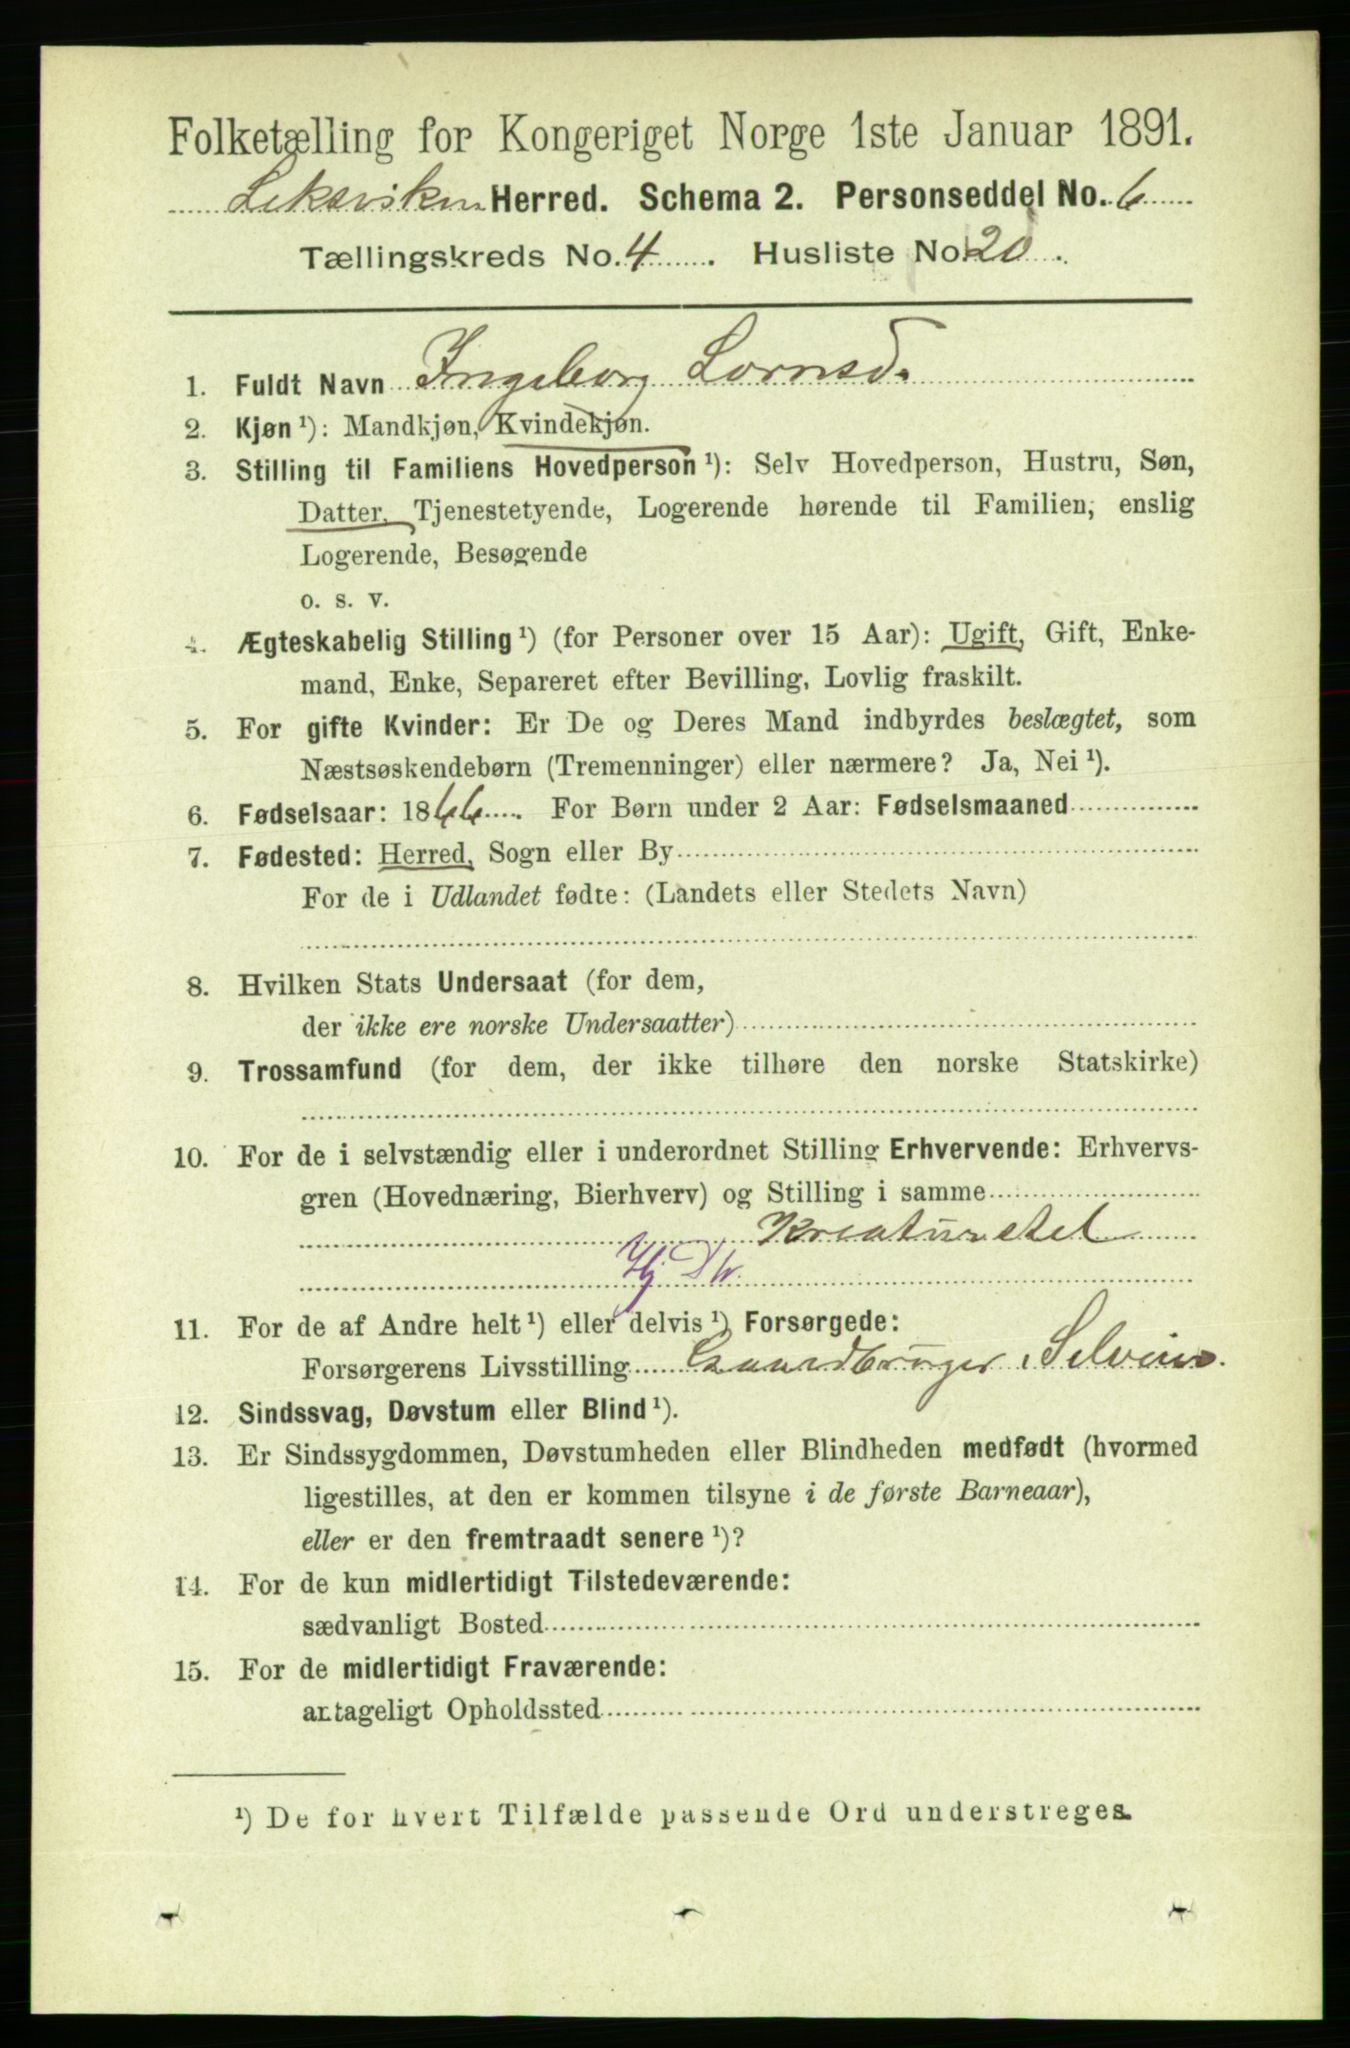 Folketælling for Kongeriget Norge 1ste Januar 1891.
Leksviken Herred. Schema 2. Personseddel No. 6
Tællingskreds No. 4. Husliste No. 20.
1. Fuldt Navn Ingeborg Lornsd.
2. Kjøn ¹): Mandkjøn, Kvindekjøn.
3. Stilling til Familiens Hovedperson ¹): Selv Hovedperson, Hustru, Søn,
Datter, Tjenestetyende, Logerende hørende til Familien, enslig
Logerende, Besøgende
o. s. v.
4. Ægteskabelig Stilling ¹) (for Personer over 15 Aar): Ugift, Gift, Enke-
mand, Enke, Separeret efter Bevilling, Lovlig fraskilt.
5. For gifte Kvinder: Er De og Deres Mand indbyrdes beslægtet, som
Næstsøskendebørn (Tremenninger) eller nærmere? Ja, Nei ¹).
6. Fødselsaar: 1866. For Børn under 2 Aar: Fødselsmaaned
7. Fødested: Herred, Sogn eller By
For de i Udlandet fødte: (Landets eller Stedets Navn)
8. Hvilken Stats Undersaat (for dem,
der ikke ere norske Undersaatter)
9. Trossamfund (for dem, der ikke tilhøre den norske Statskirke)
10. For de i selvstændig eller i underordnet Stilling Erhvervende: Erhvervs-
gren (Hovednæring, Bierhverv) og Stilling i samme
Kreaturstel
Hj
11. For de af Andre helt ¹) eller delvis ¹) Forsørgede:
Forsørgerens Livsstilling Gaardbruger, Selveier.
12. Sindssvag, Døvstum eller Blind ¹).
13. Er Sindssygdommen, Døvstumheden eller Blindheden medfødt (hvormed
ligestilles, at den er kommen tilsyne i de første Barneaar),
eller er den fremtraadt senere ¹)?
14. For de kun midlertidigt Tilstedeværende:
sædvanligt Bosted
15. For de midlertidigt Fraværende:
antageligt Opholdssted
¹) De for hvert Tilfælde passende Ord understreges.